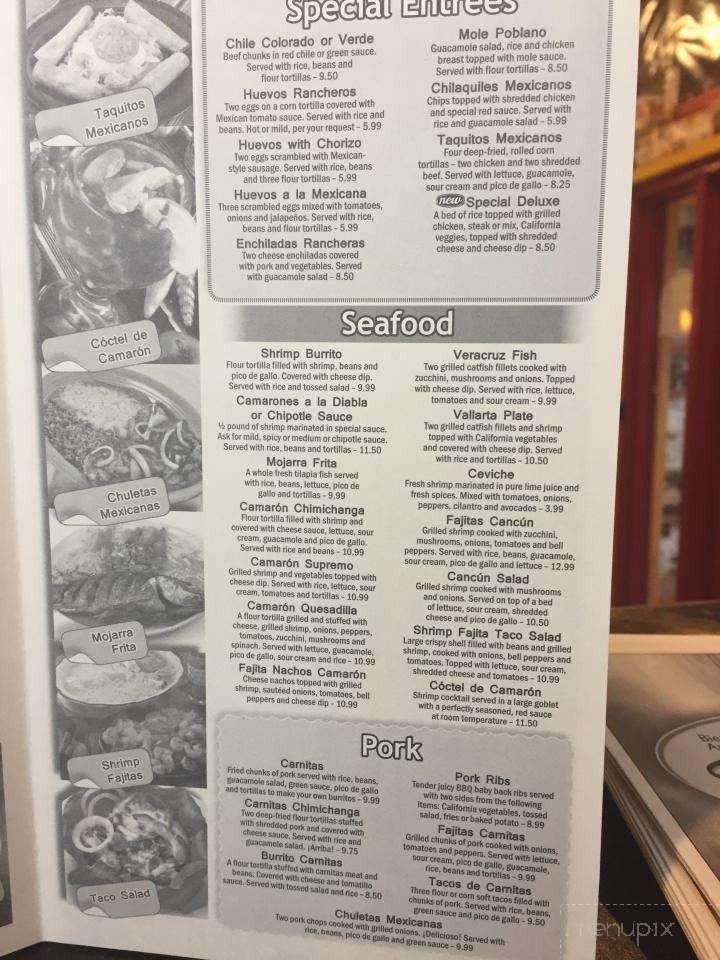 Special Entrées
Chile Colorado or Verde
Beef chunks in red chile or green sauce.
Served with rice, beans and
flour tortillas – 9.50
Huevos Rancheros
Two eggs on a corn tortilla covered with
Mexican tomato sauce. Served with rice and
beans. Hot or mild, per your request – 5.99
Huevos with Chorizo
Two eggs scrambled with Mexican-
style sausage. Served with rice, beans
and three flour tortillas – 5.99
Huevos a la Mexicana
Three scrambled eggs mixed with tomatoes,
onions and jalapeños. Served with rice,
beans and flour tortillas – 5.99
Enchiladas Rancheras
Two cheese enchiladas covered
with pork and vegetables. Served
with guacamole salad – 8.50
Mole Poblano
Guacamole salad, rice and chicken
breast topped with mole sauce.
Served with flour tortillas – 8.50
Chilaquiles Mexicanos
Chips topped with shredded chicken
and special red sauce. Served with
rice and guacamole salad – 5.99
Taquitos Mexicanos
Four deep-fried, rolled corn
tortillas – two chicken and two shredded
beef. Served with lettuce, guacamole,
sour cream and pico de gallo – 8.25
new Special Deluxe
A bed of rice topped with grilled
chicken, steak or mix, California
veggies, topped with shredded
cheese and cheese dip – 8.50
Seafood
Shrimp Burrito
Flour tortilla filled with shrimp, beans and
pico de gallo. Covered with cheese dip.
Served with rice and tossed salad – 9.99
Camarones a la Diabla
or Chipotle Sauce
½ pound of shrimp marinated in special sauce.
Ask for mild, spicy or medium or chipotle sauce.
Served with rice, beans and tortillas – 11.50
Mojarra Frita
A whole fresh tilapia fish served
with rice, beans, lettuce, pico de
gallo and tortillas – 9.99
Camarón Chimichanga
Flour tortilla filled with shrimp and
covered with cheese sauce, lettuce, sour
cream, guacamole and pico de gallo.
Served with rice and beans – 10.99
Camarón Supremo
Grilled shrimp and vegetables topped with
cheese dip. Served with rice, lettuce, sour
cream, tomatoes and tortillas – 10.99
Camarón Quesadilla
A flour tortilla grilled and stuffed with
cheese, grilled shrimp, onions, peppers,
tomatoes, zucchini, mushrooms and
spinach. Served with lettuce, guacamole,
pico de gallo, sour cream and rice – 10.99
Fajita Nachos Camarón
Cheese nachos topped with grilled
shrimp, sautéed onions, tomatoes, bell
peppers and cheese dip – 10.99
Veracruz Fish
Two grilled catfish fillets cooked with
zucchini, mushrooms and onions. Topped
with cheese dip. Served with rice, lettuce,
tomatoes and sour cream – 9.99
Vallarta Plate
Two grilled catfish fillets and shrimp
topped with California vegetables
and covered with cheese dip. Served
with rice and tortillas – 10.50
Ceviche
Fresh shrimp marinated in pure lime juice and
fresh spices. Mixed with tomatoes, onions,
peppers, cilantro and avocados – 3.99
Fajitas Cancún
Grilled shrimp cooked with zucchini,
mushrooms, onions, tomatoes and bell
peppers. Served with rice, beans, guacamole,
sour cream, pico de gallo and lettuce – 12.99
Cancún Salad
Grilled shrimp cooked with mushrooms
and onions. Served on top of a bed
of lettuce, sour cream, shredded
cheese and pico de gallo – 10.50
Shrimp Fajita Taco Salad
Large crispy shell filled with beans and grilled
shrimp, cooked with onions, bell peppers and
tomatoes. Topped with lettuce, sour cream,
shredded cheese and tomatoes – 10.99
Cóctel de Camarón
Shrimp cocktail served in a large goblet
with a perfectly seasoned, red sauce
at room temperature – 11.50
Pork
Carnitas
Fried chunks of pork served with rice, beans,
guacamole salad, green sauce, pico de gallo
and tortillas to make your own burritos – 9.99
Carnitas Chimichanga
Two deep-fried flour tortillas stuffed
with shredded pork and covered with
cheese sauce. Served with rice and
guacamole salad. ¡Arriba! – 9.75
Burrito Carnitas
A flour tortilla stuffed with carnitas meat and
beans. Covered with cheese and tomatillo
sauce. Served with tossed salad and rice – 8.50
Pork Ribs
Tender juicy BBQ baby back ribs served
with two sides from the following
items: California vegetables, tossed
salad, fries or baked potato – 8.99
Fajitas Carnitas
Grilled chunks of pork cooked with onions,
tomatoes and peppers. Served with lettuce,
sour cream, pico de gallo, guacamole,
rice, beans and tortillas – 9.99
Tacos de Carnitas
Three flour or corn soft tacos filled with
chunks of pork. Served with rice, beans,
green sauce and pico de gallo – 9.50
Chuletas Mexicanas
Two pork chops cooked with grilled onions. ¡Delicioso! Served with
rice, beans, pico de gallo and green sauce – 9.99
Taquitos
Mexicanos
Cóctel de
Camarón
Chuletas
Mexicanas
Mojarra
Frita
Shrimp
Fajitas
Taco Salad
menupix